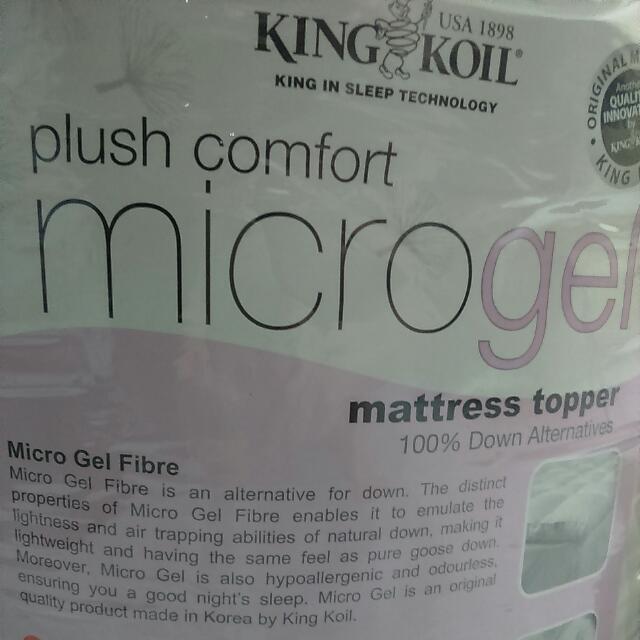 KING KOIL®
USA 1898
KING IN SLEEP TECHNOLOGY
ORIGINAL
QUALI
INNOVA
KING
plush comfort
microgel
mattress topper
100% Down Alternatives
Micro Gel Fibre
Micro Gel Fibre is an alternative for down. The distinct
properties of Micro Gel Fibre enables it to emulate the
lightness and air trapping abilities of natural down, making it
lightweight and having the same feel as pure goose down.
Moreover, Micro Gel is also hypoallergenic and odourless,
ensuring you a good night's sleep. Micro Gel is an original
quality product made in Korea by King Koil.